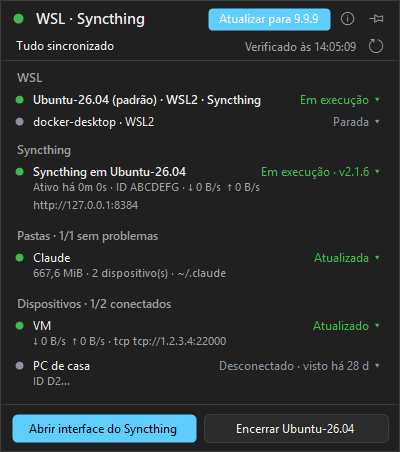 WSL · Syncthing
Atualizar para 9.9.9
Tudo sincronizado
Verificado às 14:05:09
WSL
Ubuntu-26.04 (padrão) · WSL2 · Syncthing
Em execução
docker-desktop · WSL2
Parada
Syncthing
Syncthing em Ubuntu-26.04
Em execução · v2.1.6
Ativo há 0m 0s · ID ABCDEFG · ↓ 0 B/s ↑ 0 B/s
http://127.0.0.1:8384
Pastas · 1/1 sem problemas
Claude
Atualizada
667,6 MiB · 2 dispositivo(s) · ~/.claude
Dispositivos · 1/2 conectados
VM
Atualizado
↓ 0 B/s ↑ 0 B/s · tcp tcp://1.2.3.4:22000
PC de casa
Desconectado · visto há 28 d
ID D2...
Abrir interface do Syncthing
Encerrar Ubuntu-26.04